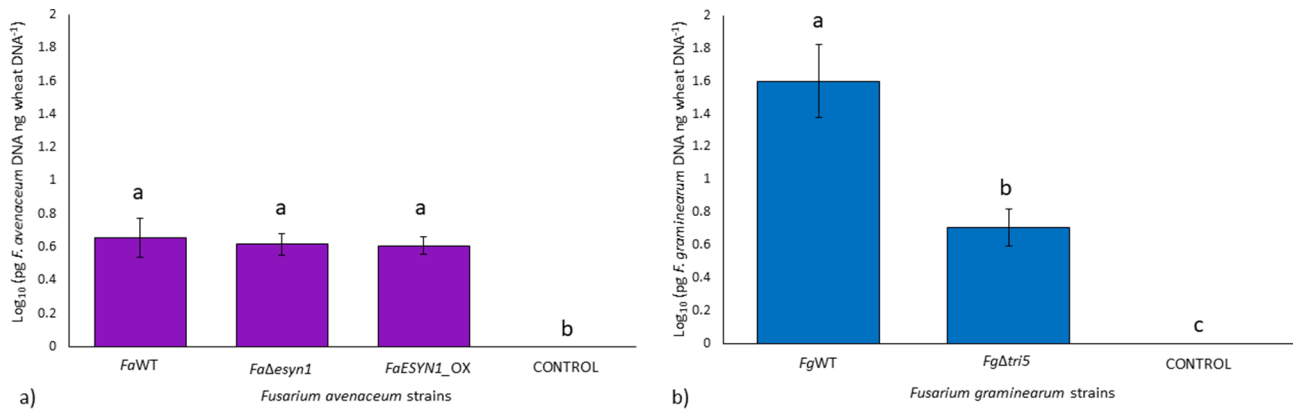 Log₁₀ (pg F. avenaceum DNA ng wheat DNA⁻¹)
2
1.8
1.6
1.4
1.2
1
0.8
0.6
0.4
0.2
0
a
a
a
b
FaWT
FaΔesyn1
FaESYN1_OX
CONTROL
Fusarium avenaceum strains
a)
Log₁₀ (pg F. graminearum DNA ng wheat DNA⁻¹)
2
1.8
1.6
1.4
1.2
1
0.8
0.6
0.4
0.2
0
a
b
c
FgWT
FgΔtri5
CONTROL
Fusarium graminearum strains
b)